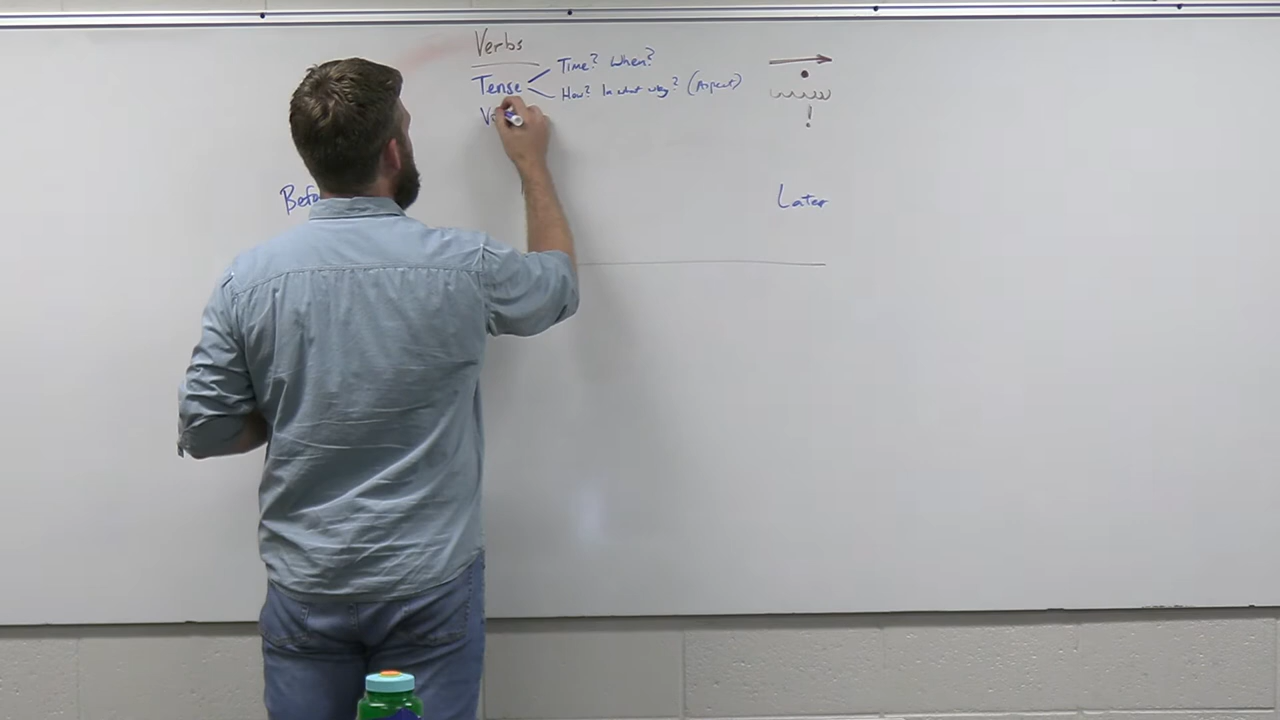 Verbs
Tense
Time? When?
How? In what way? (Aspect)
!
Later